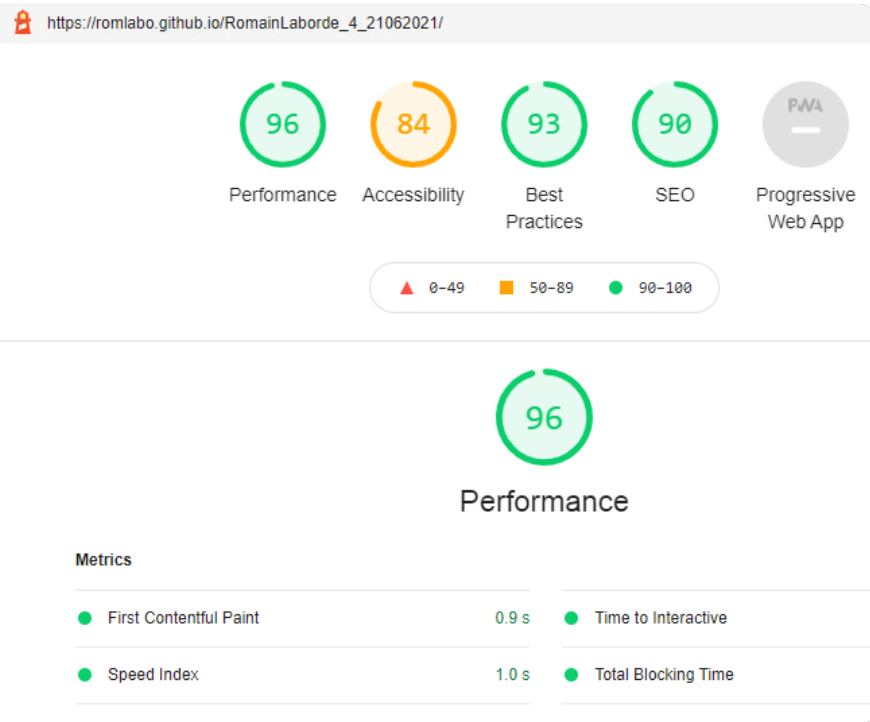 https://romlabo.github.io/RomainLaborde_4_21062021/
96 84 93 90 PWA
Performance Accessibility Best Practices SEO Progressive Web App
0–49 50–89 90–100
96
Performance
Metrics
First Contentful Paint 0.9 s Time to Interactive
Speed Index 1.0 s Total Blocking Time